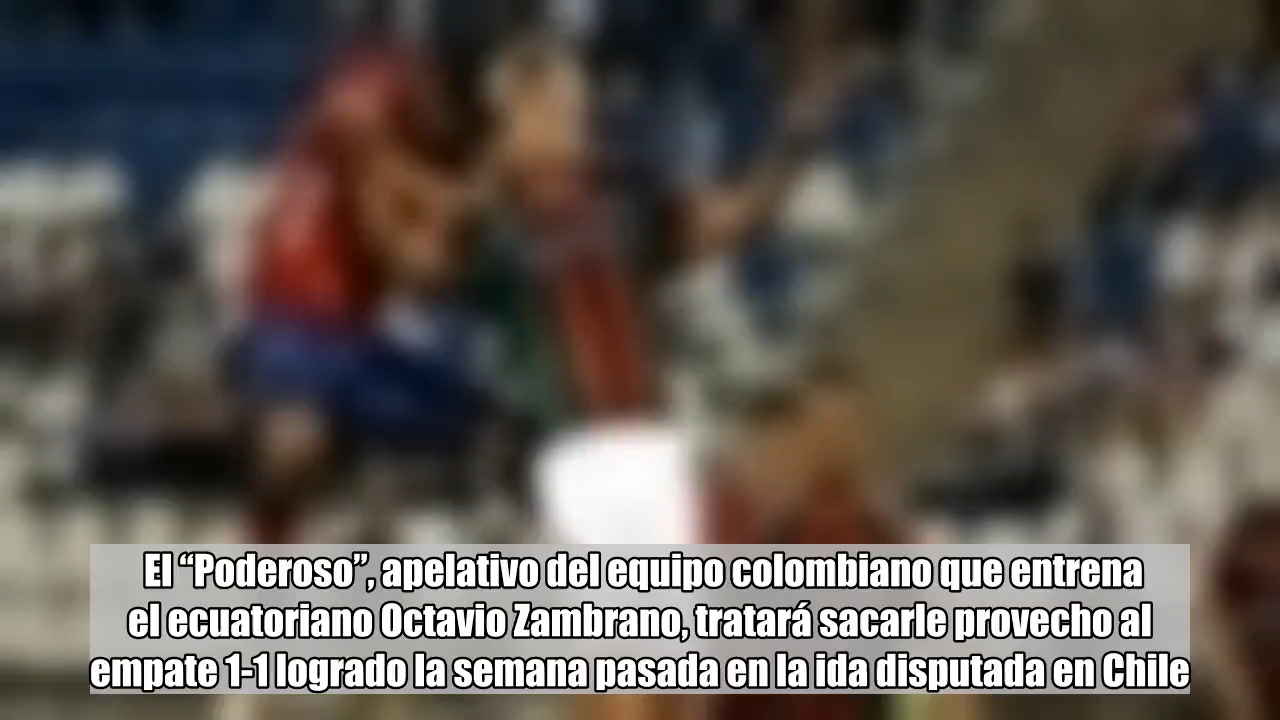 El “Poderoso”, apelativo del equipo colombiano que entrena
el ecuatoriano Octavio Zambrano, tratará sacarle provecho al
empate 1-1 logrado la semana pasada en la ida disputada en Chile